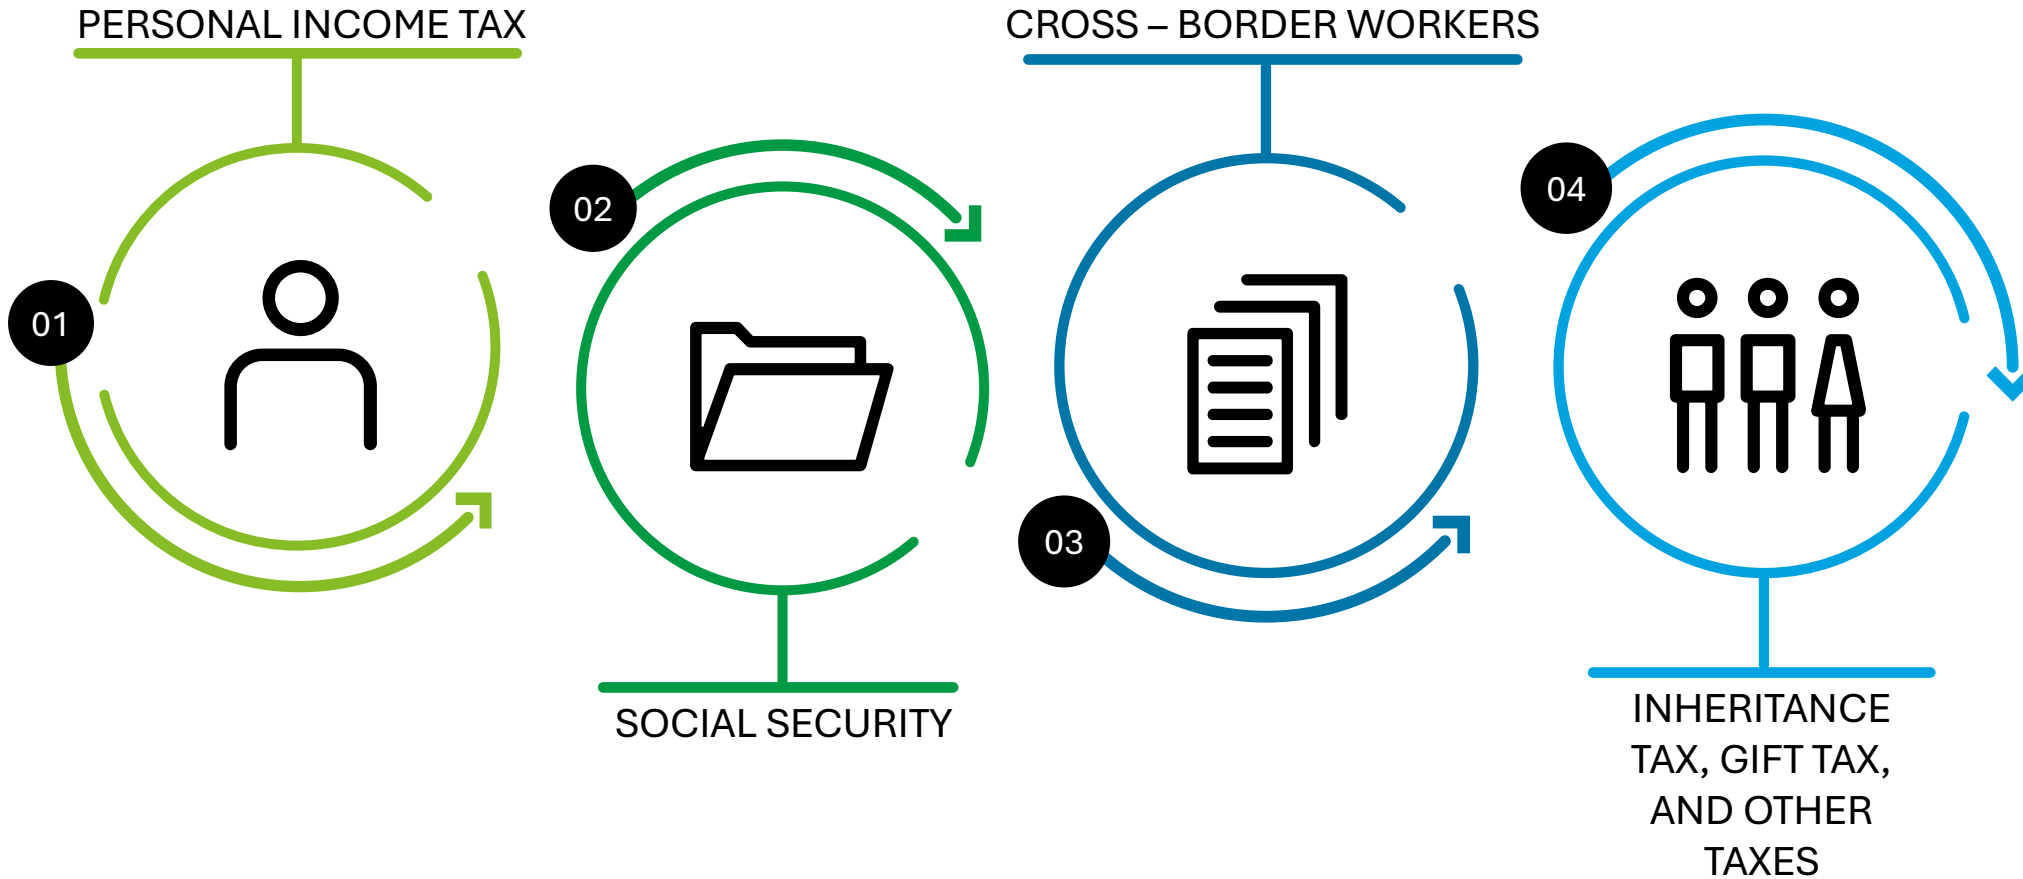 PERSONAL INCOME TAX
01
02
SOCIAL SECURITY
CROSS – BORDER WORKERS
03
04
INHERITANCE
TAX, GIFT TAX,
AND OTHER
TAXES